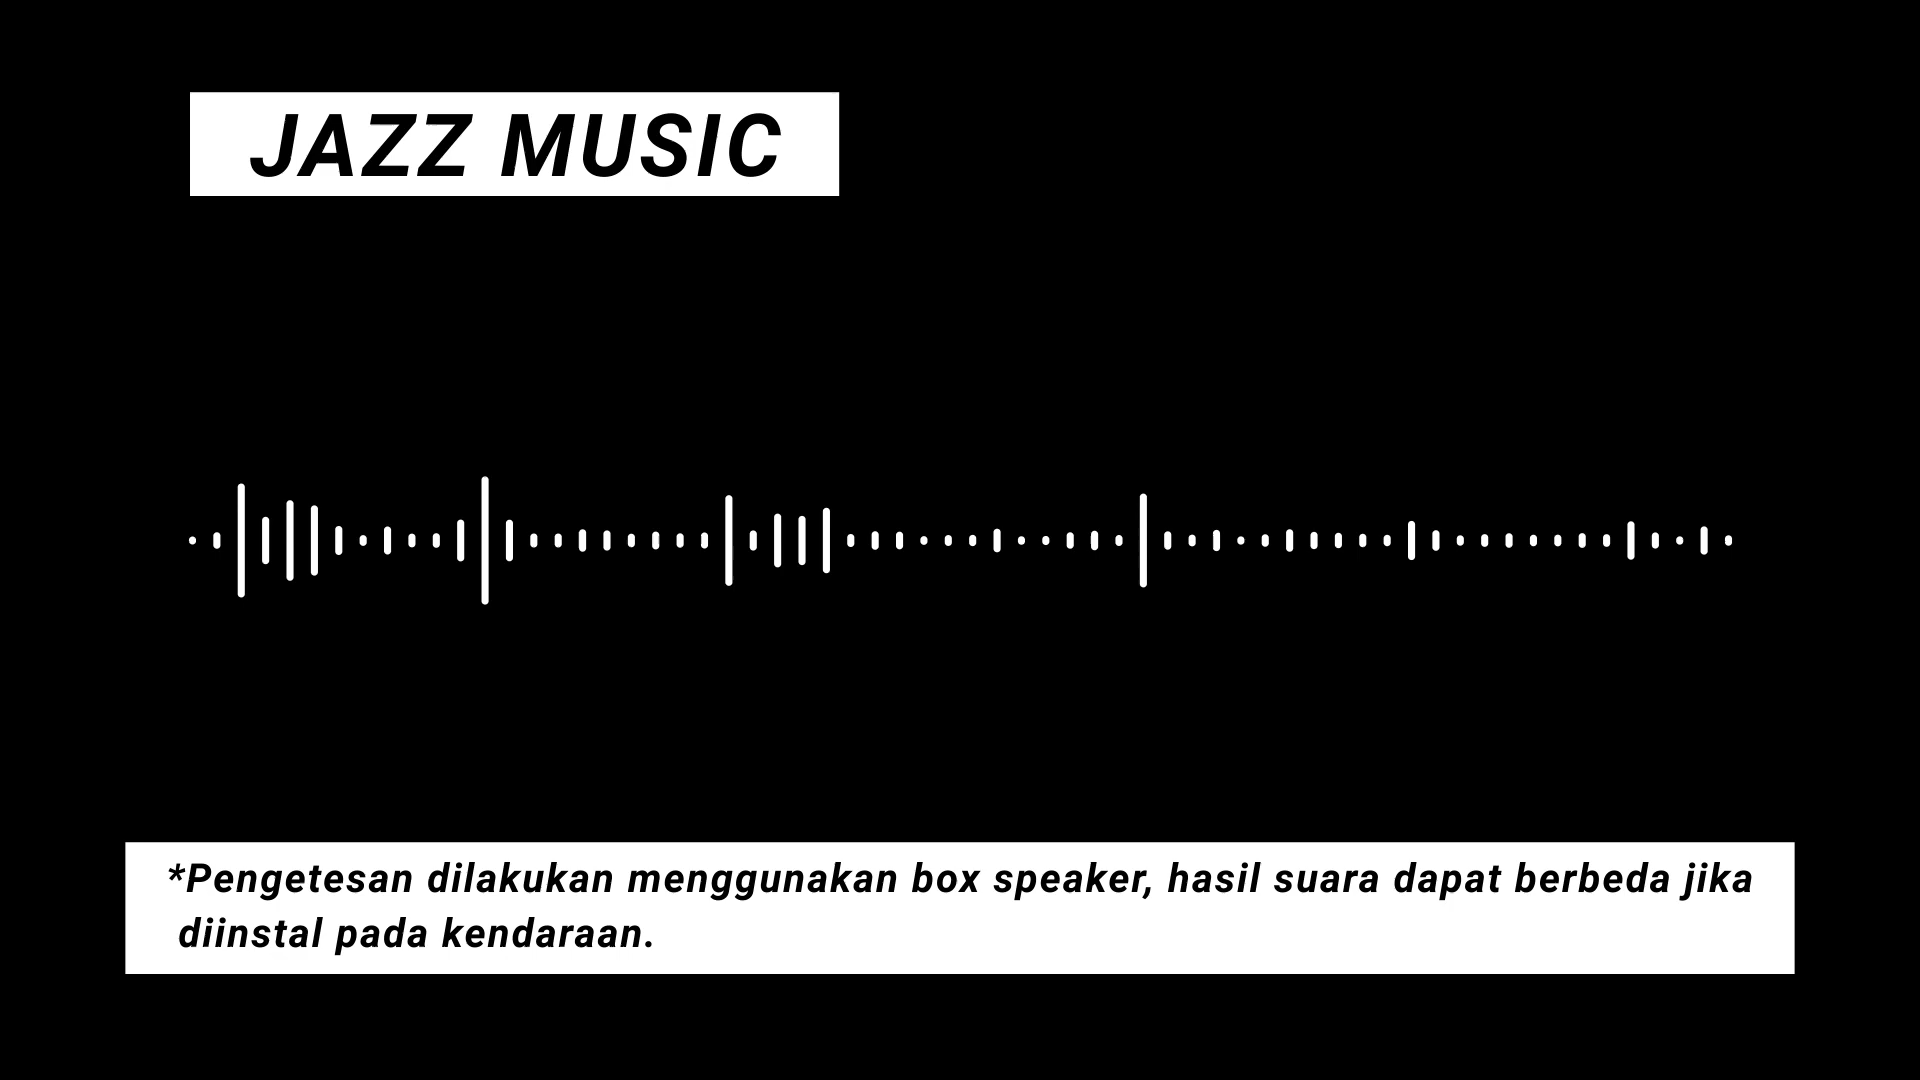 JAZZ MUSIC
*Pengetesan dilakukan menggunakan box speaker, hasil suara dapat berbeda jika
diinstal pada kendaraan.